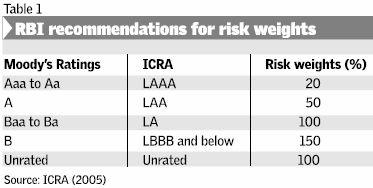 Table 1
RBI recommendations for risk weights
Moody's Ratings ICRA Risk weights (%)
Aaa to Aa LAAA 20
A LAA 50
Baa to Ba LA 100
B LBBB and below 150
Unrated Unrated 100
Source: ICRA (2005)